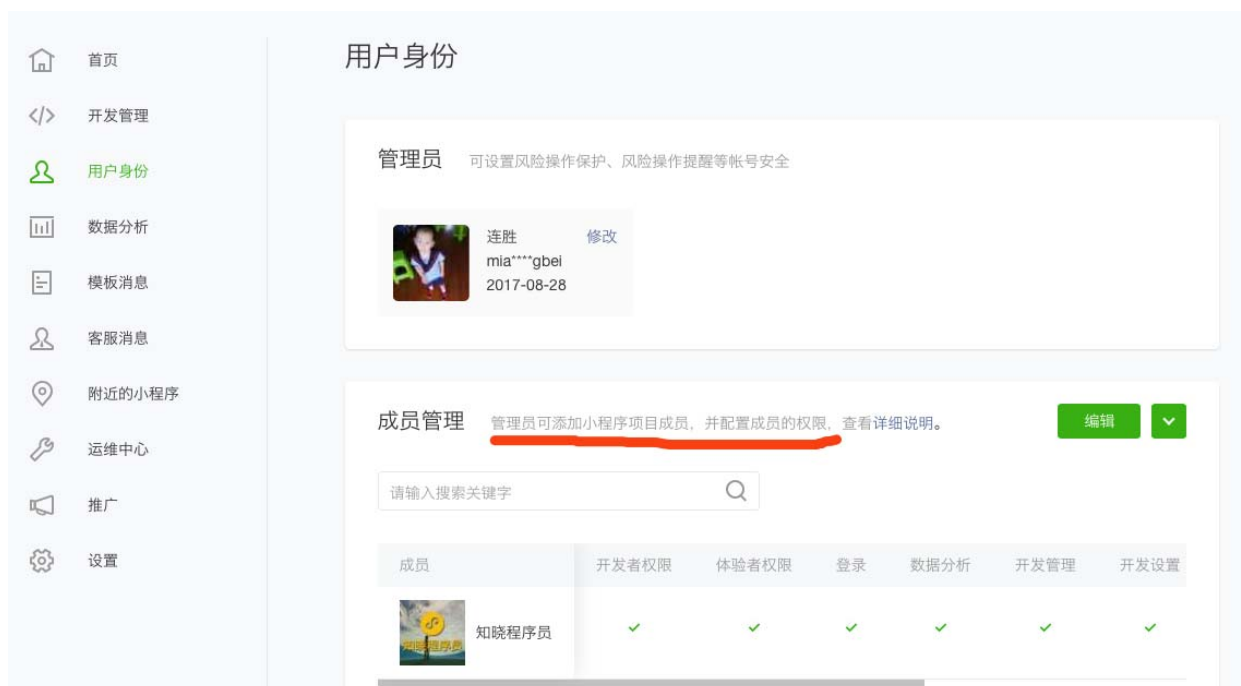 首页
开发管理
用户身份
数据分析
模板消息
客服消息
附近的小程序
运维中心
推广
设置
用户身份
管理员 可设置风险操作保护、风险操作提醒等帐号安全
连胜 修改
mia****gbei
2017-08-28
成员管理 管理员可添加小程序项目成员，并配置成员的权限，查看详细说明。 编辑
请输入搜索关键字
成员 开发者权限 体验者权限 登录 数据分析 开发管理 开发设置
知晓程序员
知晓程序员